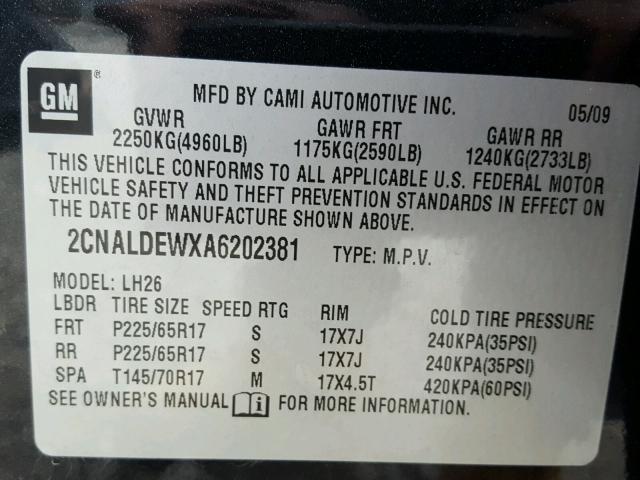 GM ®
MFD BY CAMI AUTOMOTIVE INC. 05/09
GVWR GAWR FRT GAWR RR
2250KG(4960LB) 1175KG(2590LB) 1240KG(2733LB)
THIS VEHICLE CONFORMS TO ALL APPLICABLE U.S. FEDERAL MOTOR
VEHICLE SAFETY AND THEFT PREVENTION STANDARDS IN EFFECT ON
THE DATE OF MANUFACTURE SHOWN ABOVE.
2CNALDEWXA6202381 TYPE: M.P.V.
MODEL: LH26
LBDR TIRE SIZE SPEED RTG RIM COLD TIRE PRESSURE
FRT P225/65R17 S 17X7J 240KPA(35PSI)
RR P225/65R17 S 17X7J 240KPA(35PSI)
SPA T145/70R17 M 17X4.5T 420KPA(60PSI)
SEE OWNER'S MANUAL i FOR MORE INFORMATION.